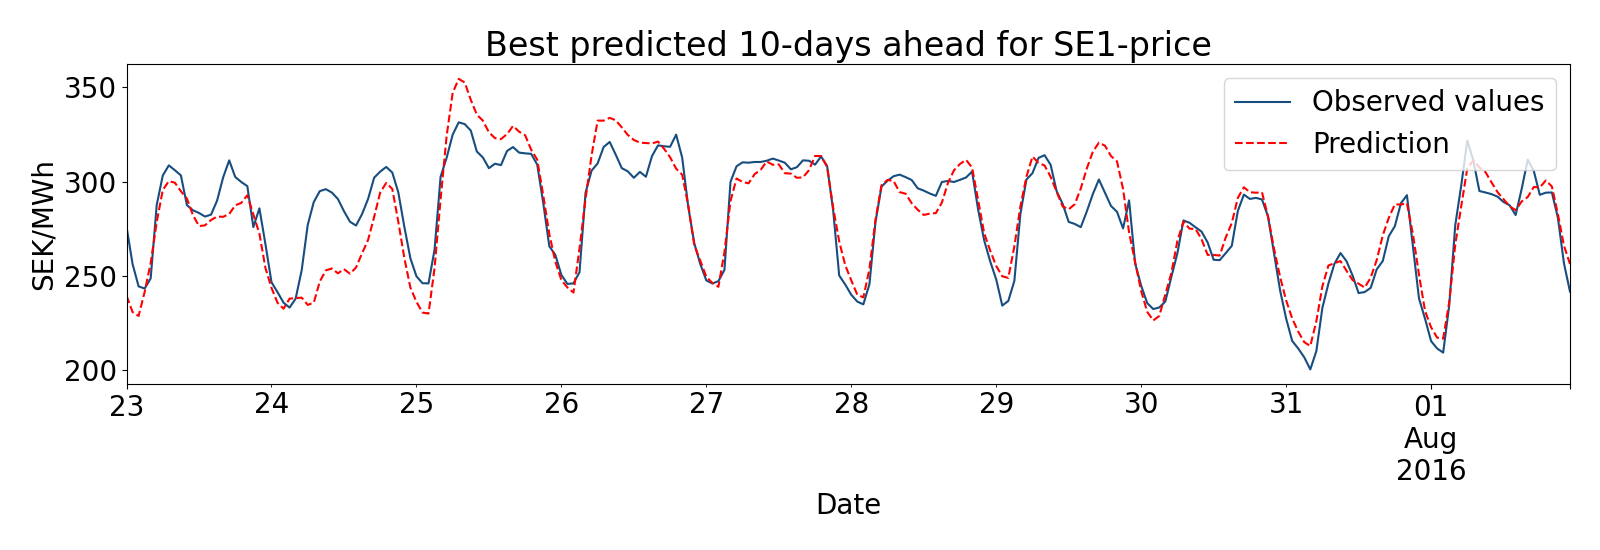 Best predicted 10-days ahead for SE1-price
Observed values
Prediction
SEK/MWh
350
300
250
200
23 24 25 26 27 28 29 30 31 01
Aug
2016
Date